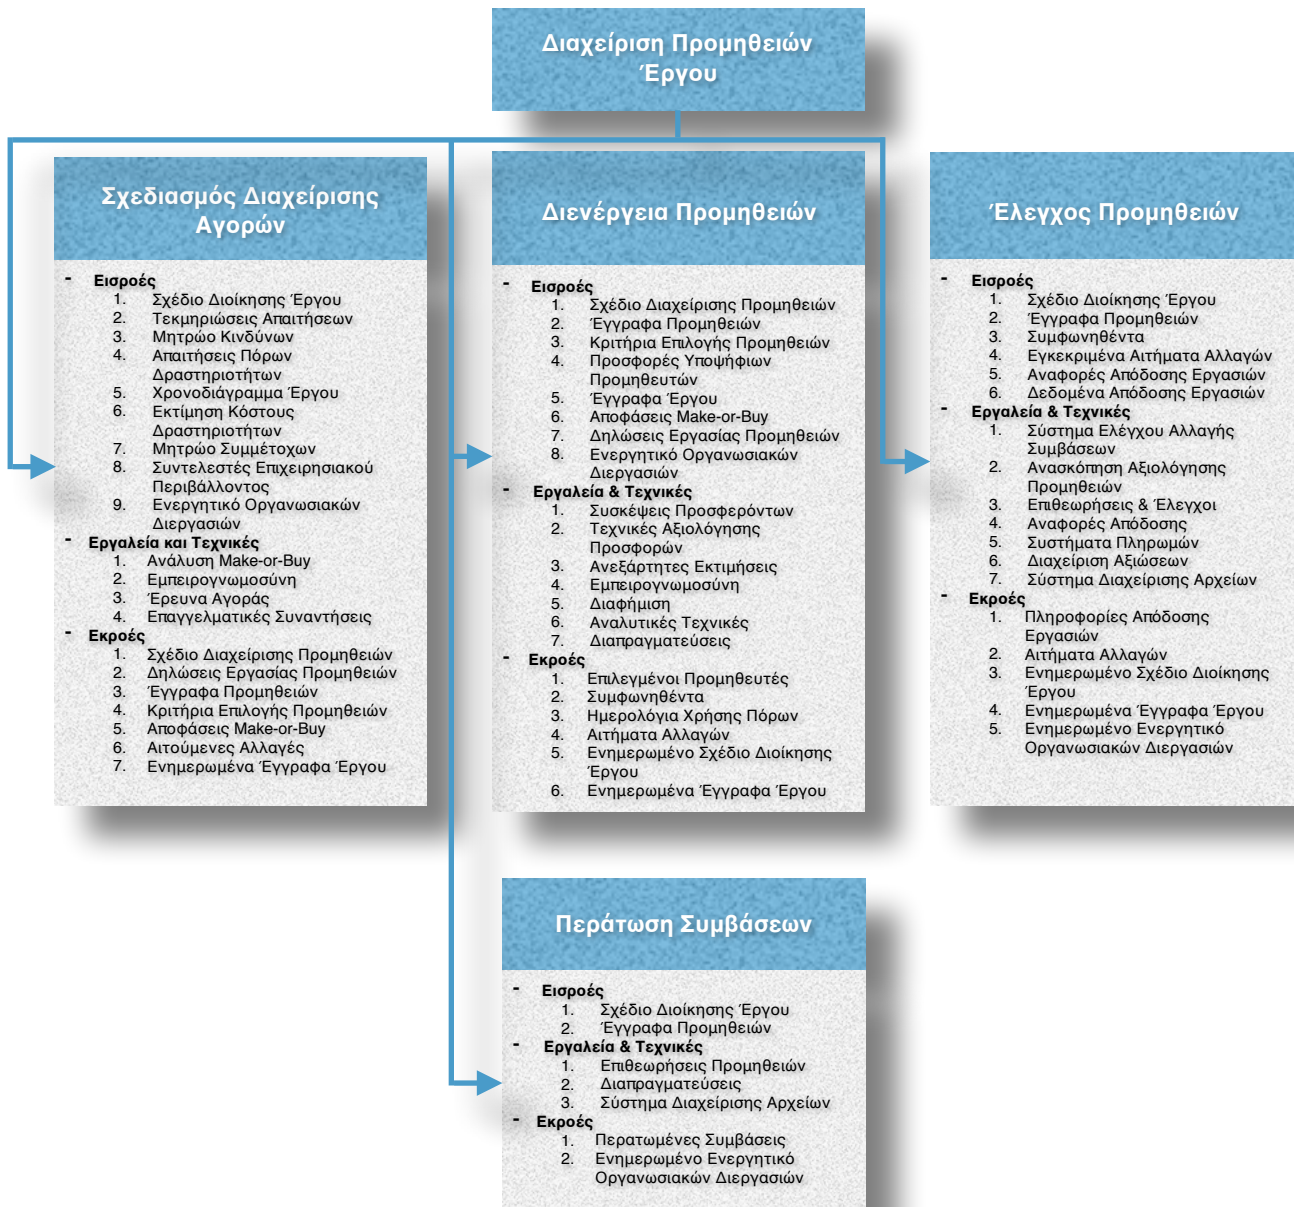 Διαχείριση Προμηθειών
Έργου
Σχεδιασμός Διαχείρισης
Αγορών
- Εισροές
1. Σχέδιο Διοίκησης Έργου
2. Τεκμηριώσεις Απαιτήσεων
3. Μητρώο Κινδύνων
4. Απαιτήσεις Πόρων
Δραστηριοτήτων
5. Χρονοδιάγραμμα Έργου
6. Εκτίμηση Κόστους
Δραστηριοτήτων
7. Μητρώο Συμμέτοχων
8. Συντελεστές Επιχειρησιακού
Περιβάλλοντος
9. Ενεργητικό Οργανωσιακών
Διεργασιών
- Εργαλεία και Τεχνικές
1. Ανάλυση Make-or-Buy
2. Εμπειρογνωμοσύνη
3. Έρευνα Αγοράς
4. Επαγγελματικές Συναντήσεις
- Εκροές
1. Σχέδιο Διαχείρισης Προμηθειών
2. Δηλώσεις Εργασίας Προμηθειών
3. Έγγραφα Προμηθειών
4. Κριτήρια Επιλογής Προμηθειών
5. Αποφάσεις Make-or-Buy
6. Αιτούμενες Αλλαγές
7. Ενημερωμένα Έγγραφα Έργου
Διενέργεια Προμηθειών
- Εισροές
1. Σχέδιο Διαχείρισης Προμηθειών
2. Έγγραφα Προμηθειών
3. Κριτήρια Επιλογής Προμηθειών
4. Προσφορές Υποψήφιων
Προμηθευτών
5. Έγγραφα Έργου
6. Αποφάσεις Make-or-Buy
7. Δηλώσεις Εργασίας Προμηθειών
8. Ενεργητικό Οργανωσιακών
Διεργασιών
- Εργαλεία & Τεχνικές
1. Συσκέψεις Προσφερόντων
2. Τεχνικές Αξιολόγησης
Προσφορών
3. Ανεξάρτητες Εκτιμήσεις
4. Εμπειρογνωμοσύνη
5. Διαφήμιση
6. Αναλυτικές Τεχνικές
7. Διαπραγματεύσεις
- Εκροές
1. Επιλεγμένοι Προμηθευτές
2. Συμφωνηθέντα
3. Ημερολόγια Χρήσης Πόρων
4. Αιτήματα Αλλαγών
5. Ενημερωμένο Σχέδιο Διοίκησης
Έργου
6. Ενημερωμένα Έγγραφα Έργου
Έλεγχος Προμηθειών
- Εισροές
1. Σχέδιο Διοίκησης Έργου
2. Έγγραφα Προμηθειών
3. Συμφωνηθέντα
4. Εγκεκριμένα Αιτήματα Αλλαγών
5. Αναφορές Απόδοσης Εργασιών
6. Δεδομένα Απόδοσης Εργασιών
- Εργαλεία & Τεχνικές
1. Σύστημα Ελέγχου Αλλαγής
Συμβάσεων
2. Ανασκόπηση Αξιολόγησης
Προμηθειών
3. Επιθεωρήσεις & Έλεγχοι
4. Αναφορές Απόδοσης
5. Συστήματα Πληρωμών
6. Διαχείριση Αξιώσεων
7. Σύστημα Διαχείρισης Αρχείων
- Εκροές
1. Πληροφορίες Απόδοσης
Εργασιών
2. Αιτήματα Αλλαγών
3. Ενημερωμένο Σχέδιο Διοίκησης
Έργου
4. Ενημερωμένα Έγγραφα Έργου
5. Ενημερωμένο Ενεργητικό
Οργανωσιακών Διεργασιών
Περάτωση Συμβάσεων
- Εισροές
1. Σχέδιο Διοίκησης Έργου
2. Έγγραφα Προμηθειών
- Εργαλεία & Τεχνικές
1. Επιθεωρήσεις Προμηθειών
2. Διαπραγματεύσεις
3. Σύστημα Διαχείρισης Αρχείων
- Εκροές
1. Περατωμένες Συμβάσεις
2. Ενημερωμένο Ενεργητικό
Οργανωσιακών Διεργασιών